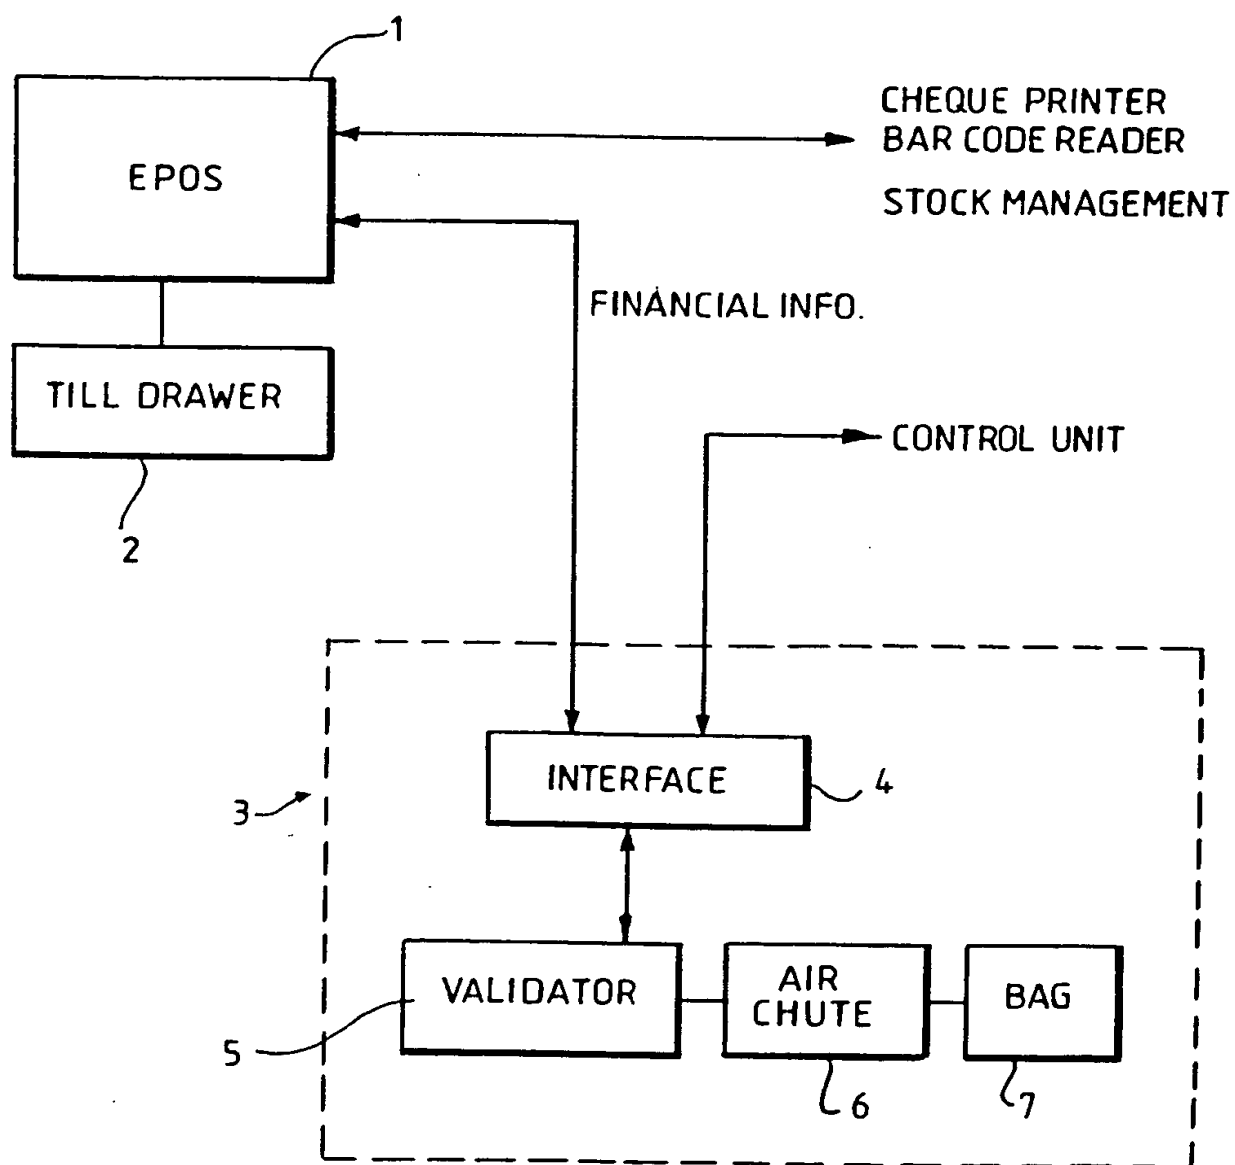 1
CHEQUE PRINTER
BAR CODE READER
EPOS
STOCK MANAGEMENT
FINANCIAL INFO.
TILL DRAWER
CONTROL UNIT
2
INTERFACE
4
3
VALIDATOR
AIR
CHUTE
BAG
5
6
7